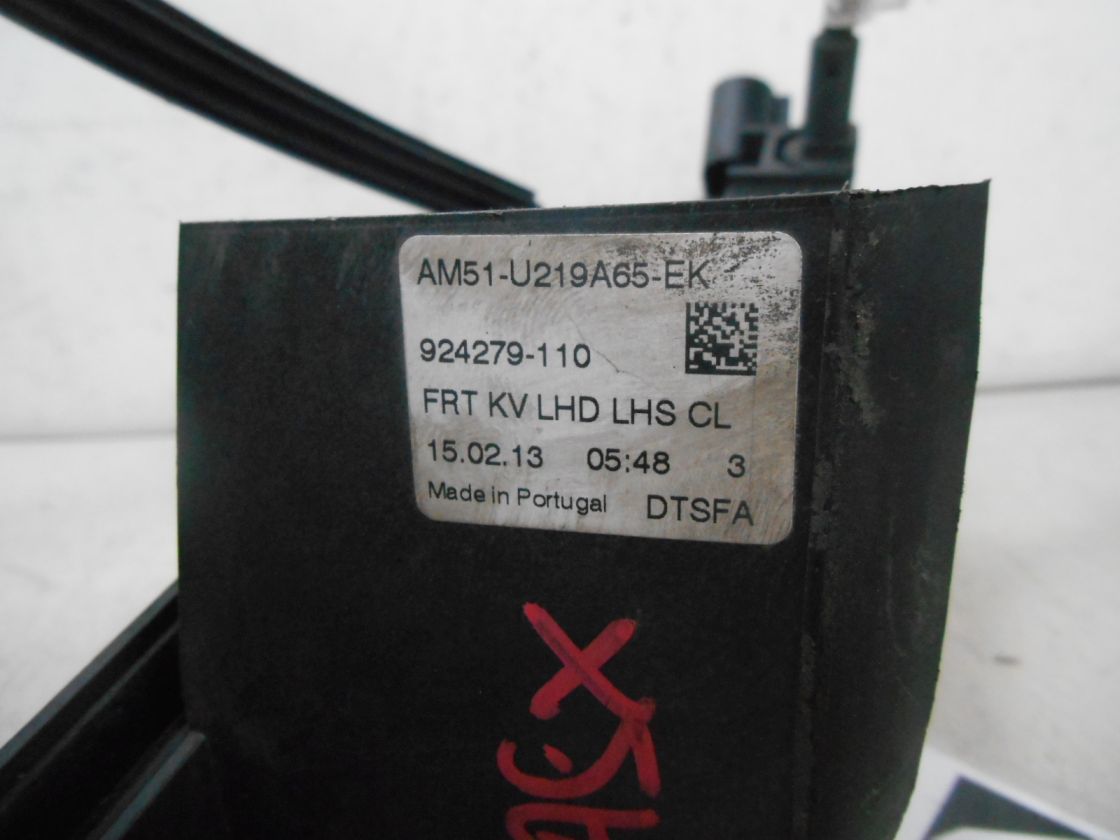 AM51-U219A65-EK
924279-110
FRT KV LHD LHS CL
15.02.13 05:48 3
Made in Portugal DTSFA